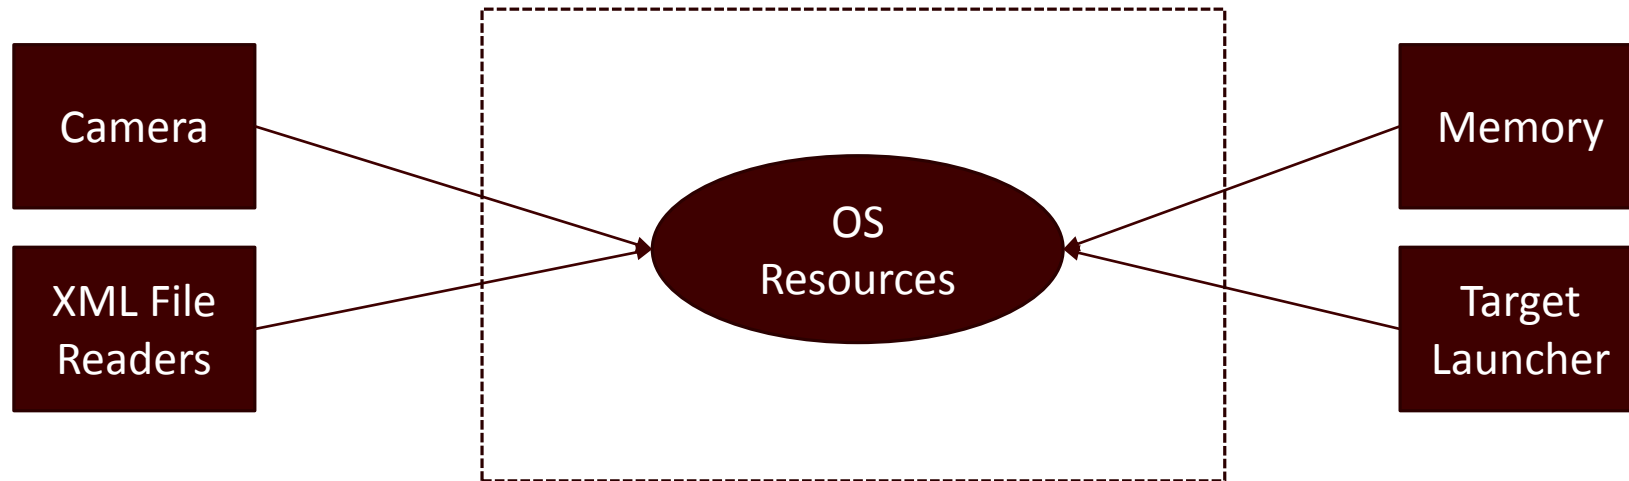 Camera
XML File
Readers
OS
Resources
Memory
Target
Launcher